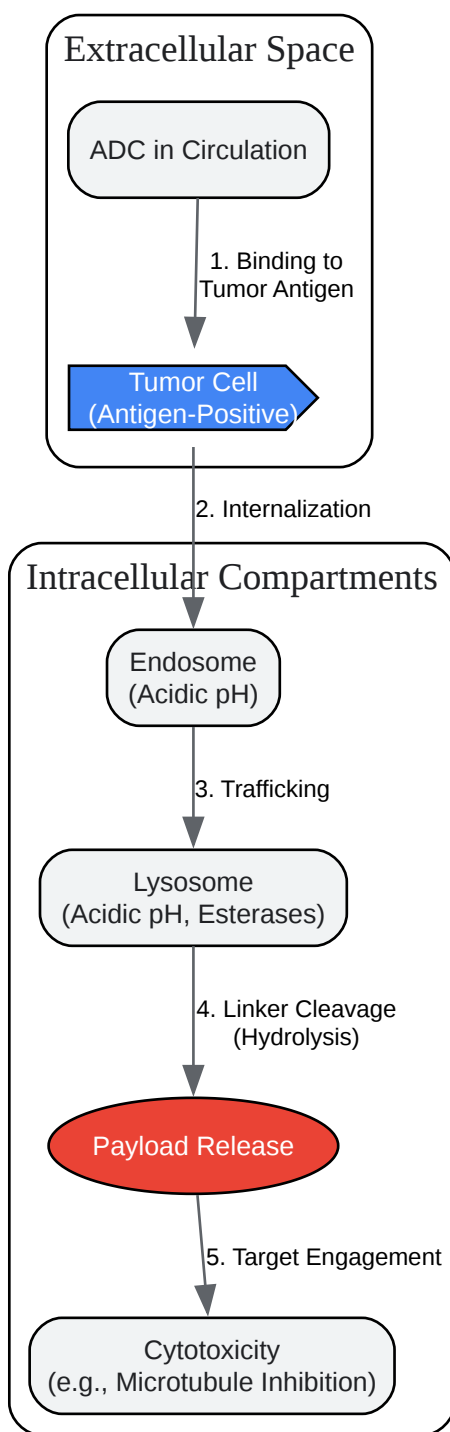 Extracellular Space
ADC in Circulation
1. Binding to
Tumor Antigen
Tumor Cell
(Antigen-Positive)
2. Internalization
Intracellular Compartments
Endosome
(Acidic pH)
3. Trafficking
Lysosome
(Acidic pH, Esterases)
4. Linker Cleavage
(Hydrolysis)
Payload Release
5. Target Engagement
Cytotoxicity
(e.g., Microtubule Inhibition)